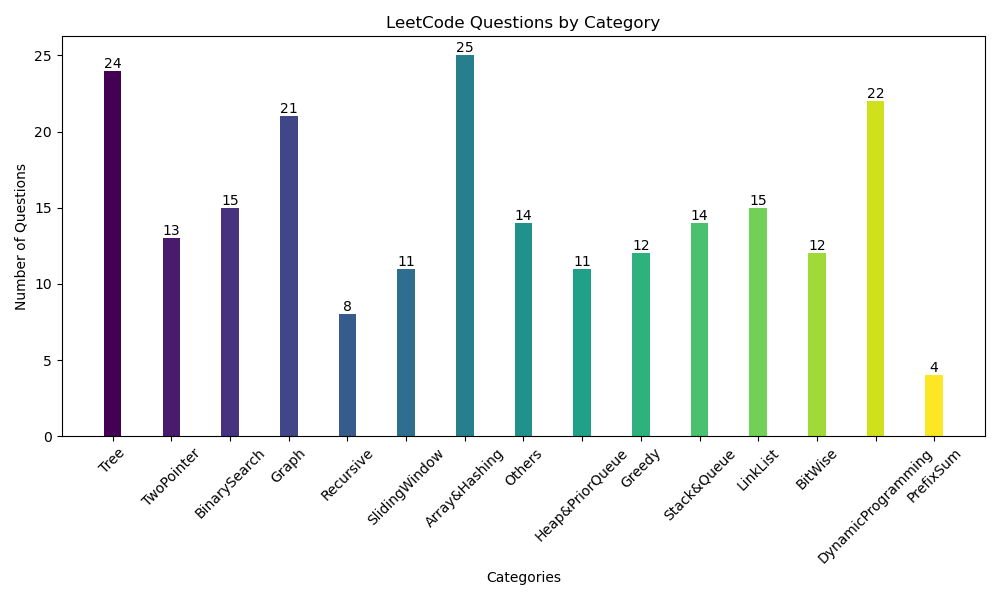 LeetCode Questions by Category
Number of Questions
25
20
15
10
5
0
24
13
15
21
8
11
25
14
11
12
14
15
12
22
4
Tree
TwoPointer
BinarySearch
Graph
Recursive
SlidingWindow
Array&Hashing
Others
Heap&PriorQueue
Greedy
Stack&Queue
LinkList
BitWise
DynamicProgramming
PrefixSum
Categories